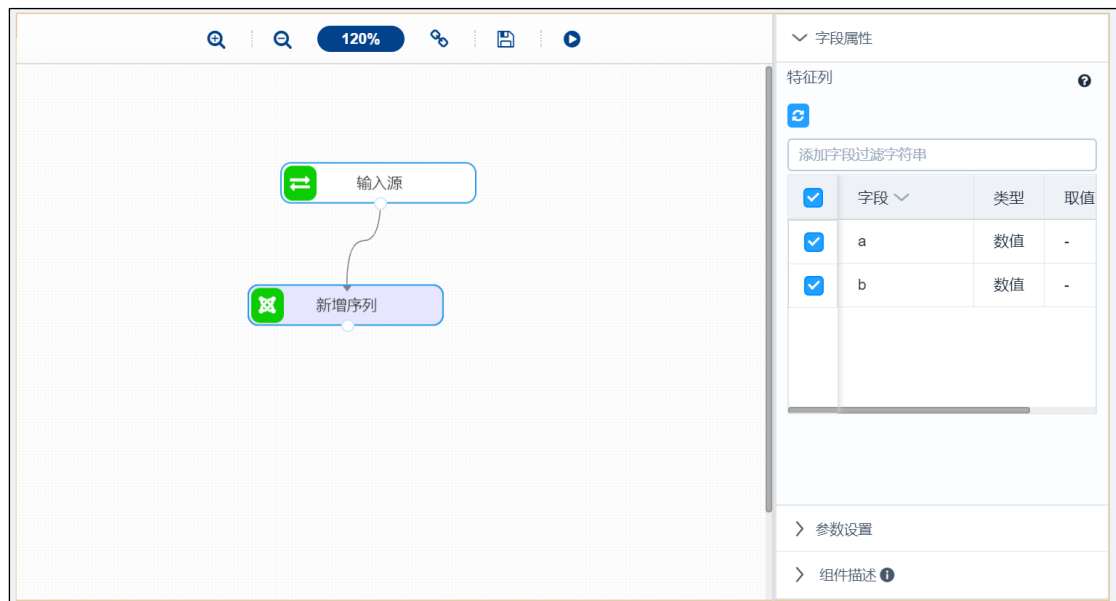 120%
输入源
新增序列
字段属性
特征列
添加字段过滤字符串
字段 类型 取值
a 数值 -
b 数值 -
参数设置
组件描述